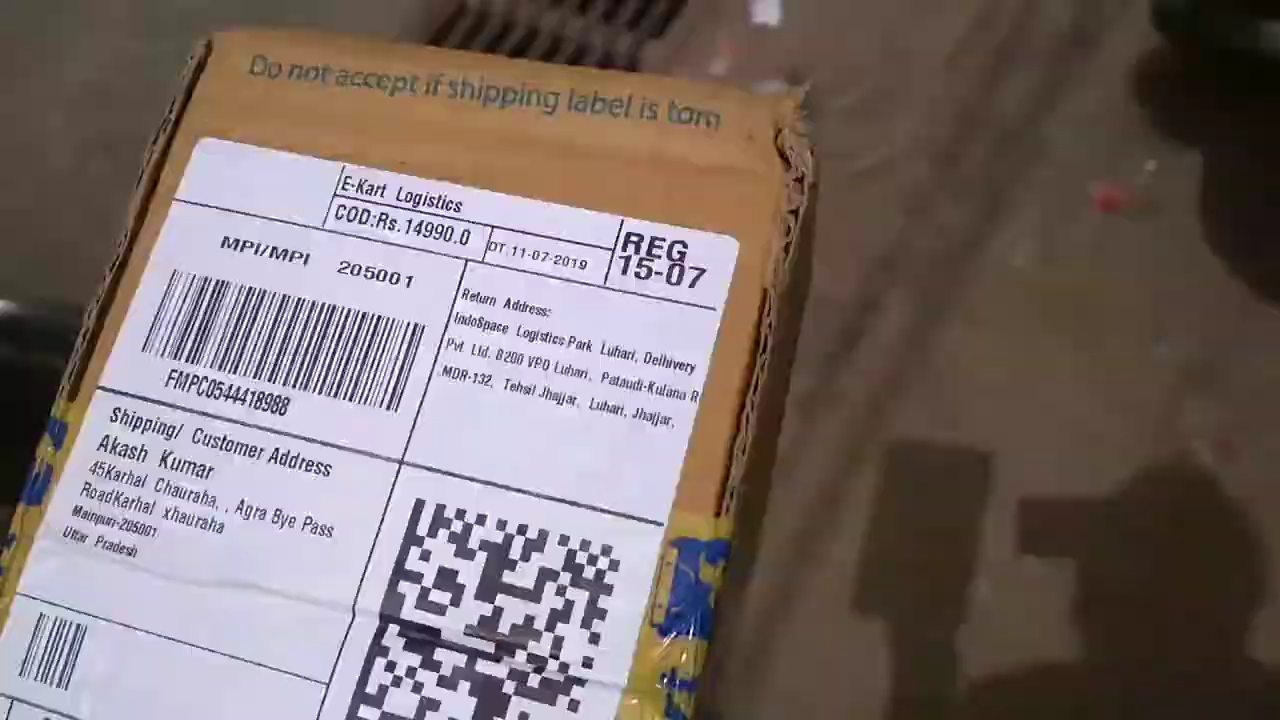 Do not accept if shipping label is torn
E-Kart Logistics
COD:Rs.14990.0
DT:11-07-2019
REG
15-07
MPI/MPI 205001
FMPC0544418988
Return Address:
IndoSpace Logistics Park Luhari, Delhivery
Pvt. Ltd. B200 VPO Luhari, Pataudi-Kulana R
MDR-132, Tehsil Jhajjar, Luhari, Jhajjar,
Shipping/ Customer Address
Akash Kumar
45Karhal Chauraha, , Agra Bye Pass
RoadKarhal xhauraha
Mainpuri-205001
Uttar Pradesh